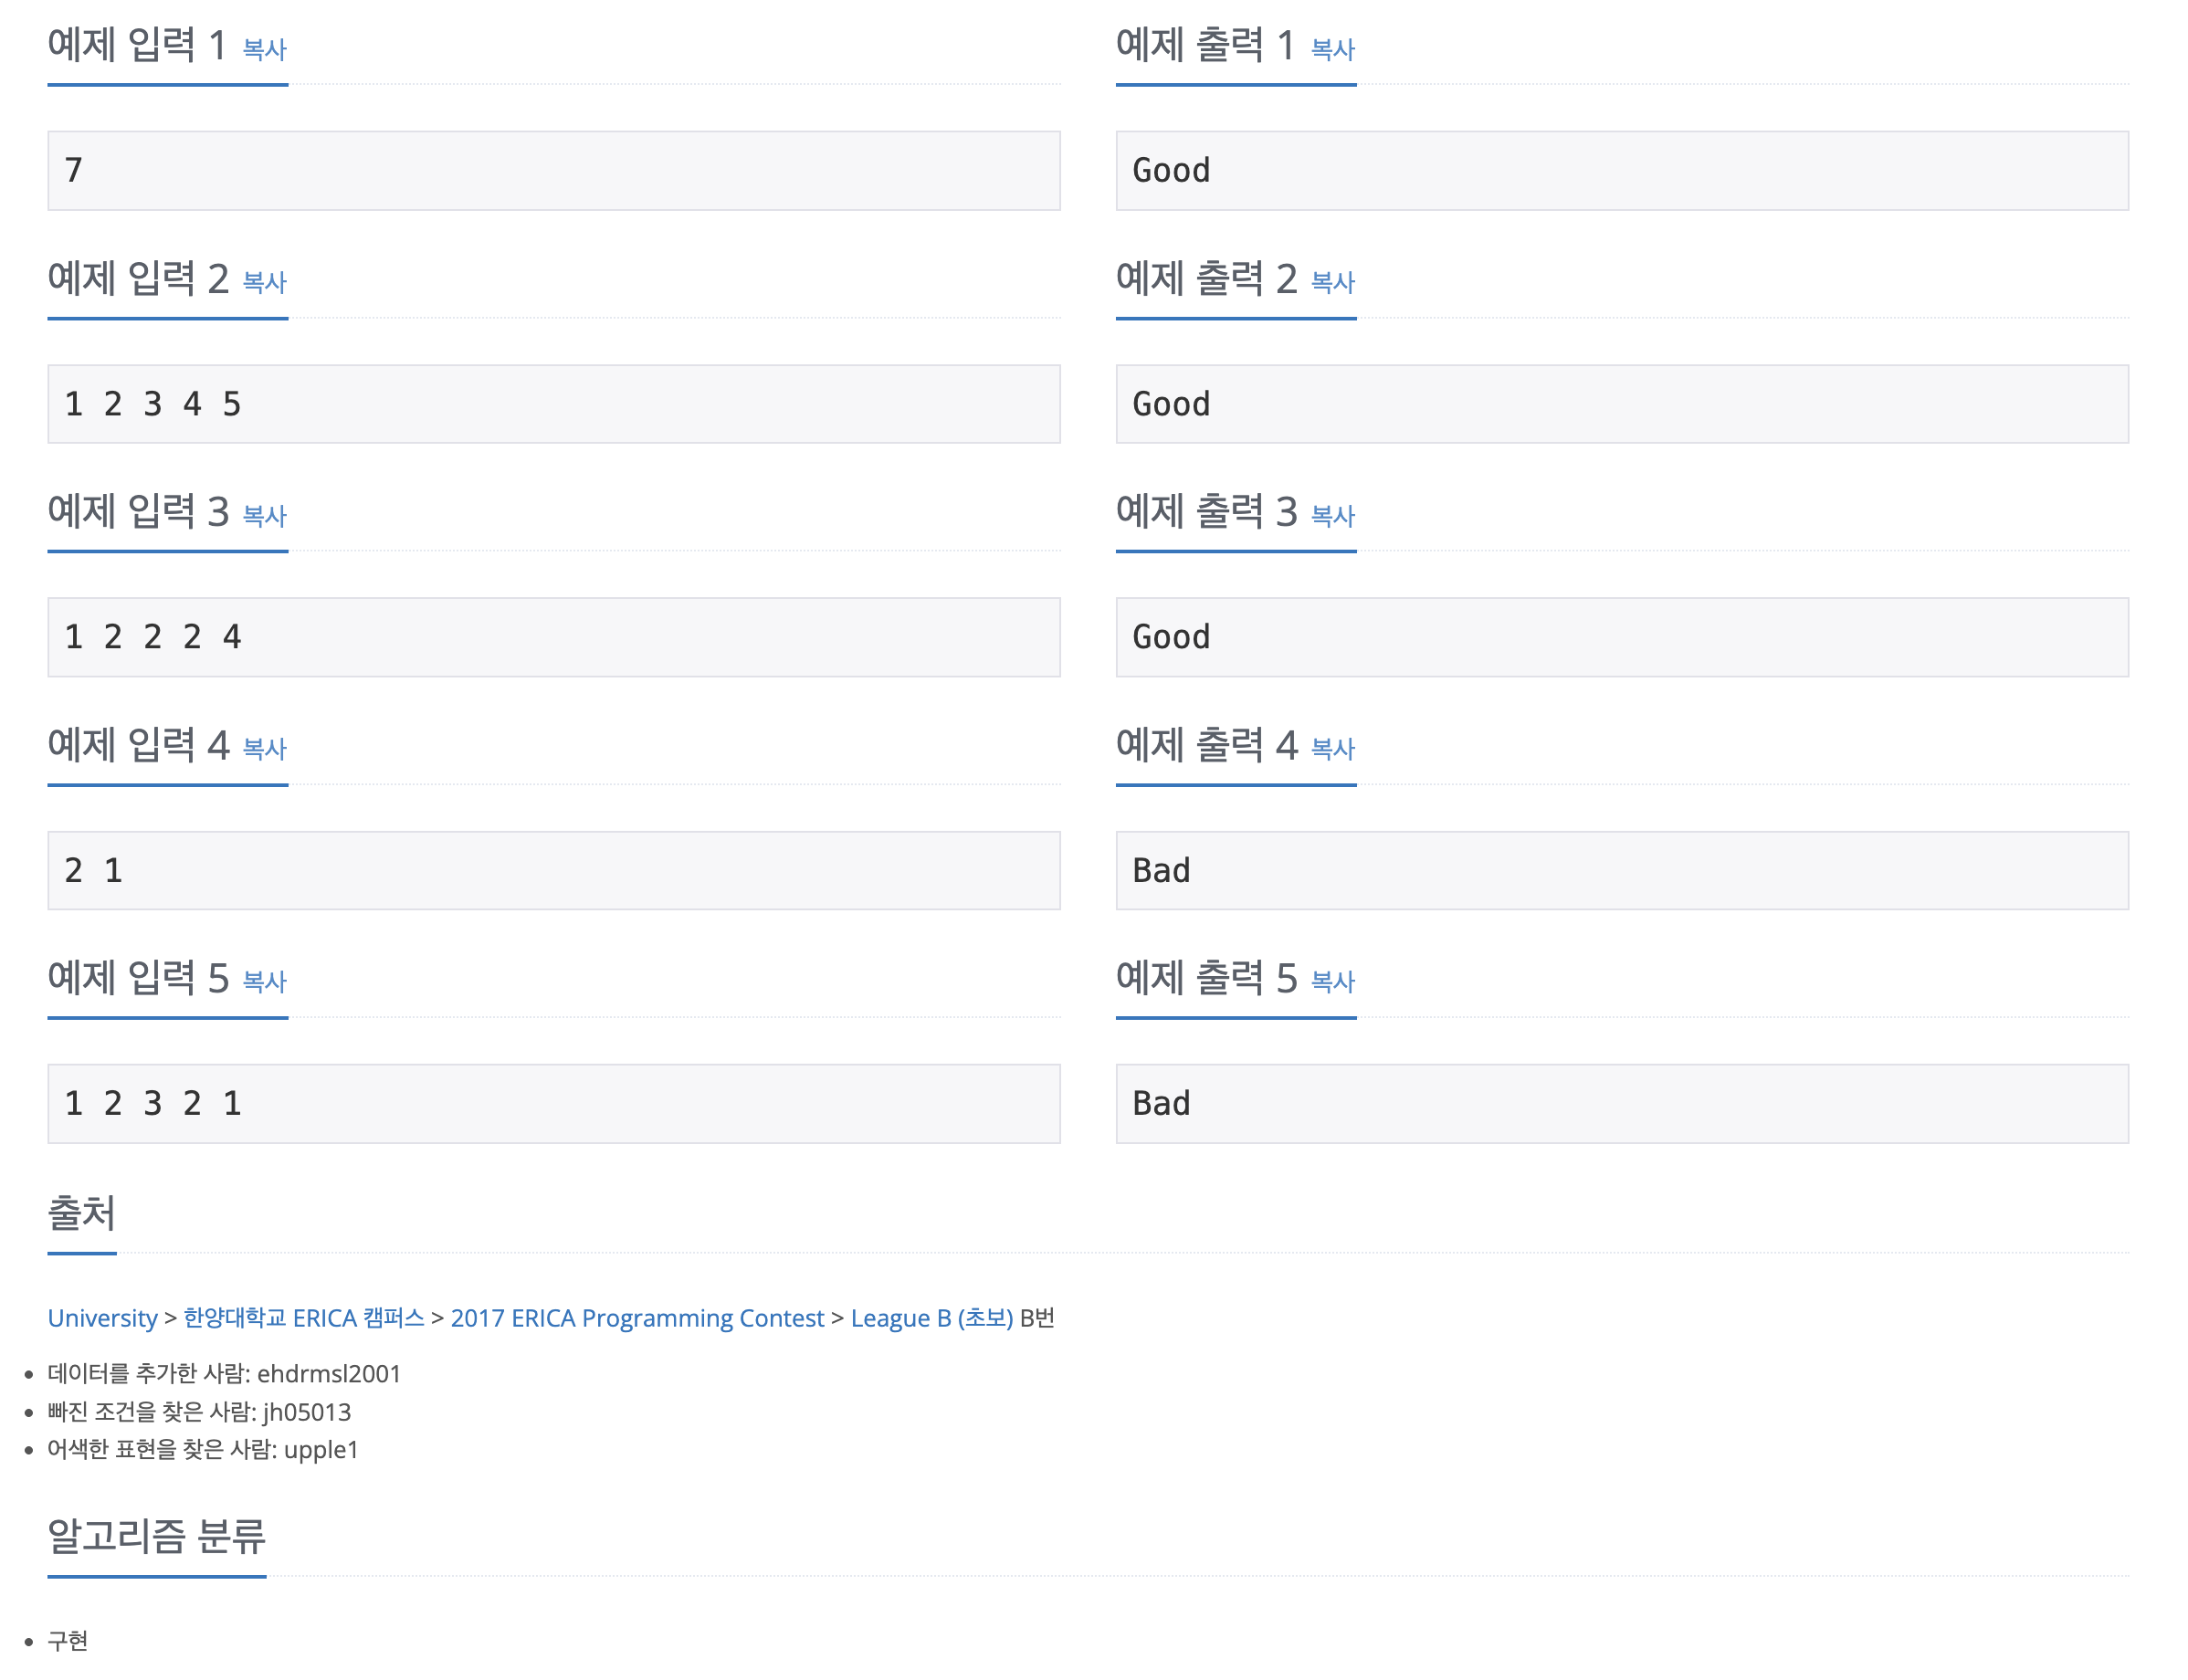 예제 입력 1 복사
예제 출력 1 복사
7
Good
예제 입력 2 복사
예제 출력 2 복사
1 2 3 4 5
Good
예제 입력 3 복사
예제 출력 3 복사
1 2 2 2 4
Good
예제 입력 4 복사
예제 출력 4 복사
2 1
Bad
예제 입력 5 복사
예제 출력 5 복사
1 2 3 2 1
Bad
출처
University > 한양대학교 ERICA 캠퍼스 > 2017 ERICA Programming Contest > League B (초보) B번
데이터를 추가한 사람: ehdrmsl2001
빠진 조건을 찾은 사람: jh05013
어색한 표현을 찾은 사람: upple1
알고리즘 분류
구현